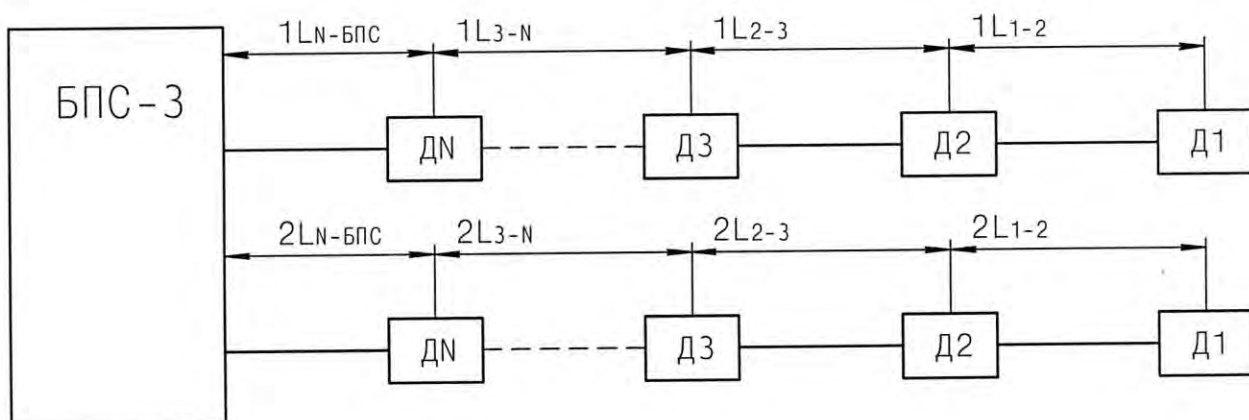 1LN-БПС 1L3-N 1L2-3 1L1-2
БПС-3
ДN Д3 Д2 Д1
2LN-БПС 2L3-N 2L2-3 2L1-2
ДN Д3 Д2 Д1